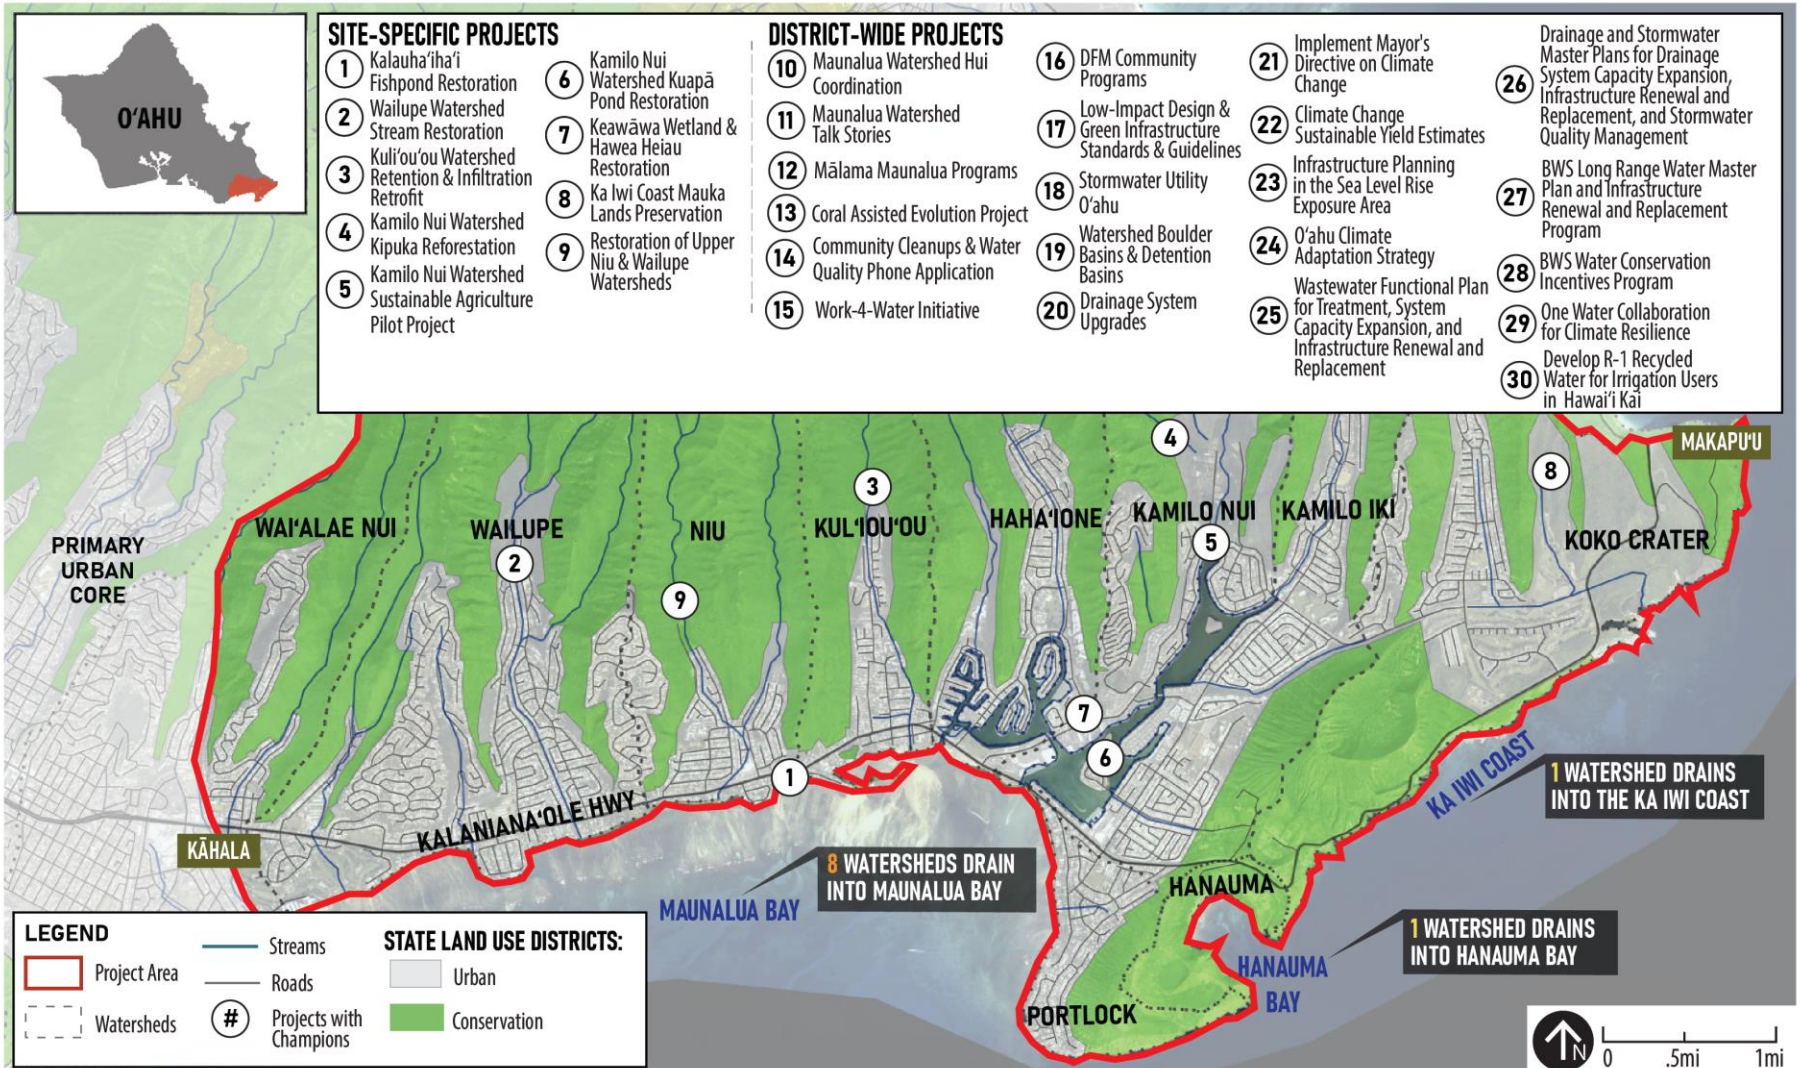 O‘AHU
SITE-SPECIFIC PROJECTS
1 Kalauha‘iha‘i
Fishpond Restoration
2 Wailupe Watershed
Stream Restoration
3 Kuli‘ou‘ou Watershed
Retention & Infiltration
Retrofit
4 Kamilo Nui Watershed
Kipuka Reforestation
5 Kamilo Nui Watershed
Sustainable Agriculture
Pilot Project
6 Kamilo Nui
Watershed Kuapā
Pond Restoration
7 Keawāwa Wetland &
Hawea Heiau
Restoration
8 Ka Iwi Coast Mauka
Lands Preservation
9 Restoration of Upper
Niu & Wailupe
Watersheds
DISTRICT-WIDE PROJECTS
10 Maunalua Watershed Hui
Coordination
11 Maunalua Watershed
Talk Stories
12 Mālama Maunalua Programs
13 Coral Assisted Evolution Project
14 Community Cleanups & Water
Quality Phone Application
15 Work-4-Water Initiative
16 DFM Community
Programs
17 Low-Impact Design &
Green Infrastructure
Standards & Guidelines
18 Stormwater Utility
O‘ahu
19 Watershed Boulder
Basins & Detention
Basins
20 Drainage System
Upgrades
21 Implement Mayor's
Directive on Climate
Change
22 Climate Change
Sustainable Yield Estimates
23 Infrastructure Planning
in the Sea Level Rise
Exposure Area
24 O‘ahu Climate
Adaptation Strategy
25 Wastewater Functional Plan
for Treatment, System
Capacity Expansion, and
Infrastructure Renewal and
Replacement
26 Drainage and Stormwater
Master Plans for Drainage
System Capacity Expansion,
Infrastructure Renewal and
Replacement, and Stormwater
Quality Management
27 BWS Long Range Water Master
Plan and Infrastructure
Renewal and Replacement
Program
28 BWS Water Conservation
Incentives Program
29 One Water Collaboration
for Climate Resilience
30 Develop R-1 Recycled
Water for Irrigation Users
in Hawai‘i Kai
MAKAPU‘U
4
8
3
WAI‘ALAE NUI
WAILUPE
NIU
KUL‘IOU‘OU
HAHA‘IONE
KAMILO NUI
KAMILO IKI
KOKO CRATER
PRIMARY
URBAN
CORE
2
5
9
7
6
1
KALANIANA‘OLE HWY
KĀHALA
KA IWI COAST
1 WATERSHED DRAINS
INTO THE KA IWI COAST
8 WATERSHEDS DRAIN
INTO MAUNALUA BAY
MAUNALUA BAY
HANAUMA
1 WATERSHED DRAINS
INTO HANAUMA BAY
HANAUMA
BAY
PORTLOCK
LEGEND
Project Area
Watersheds
Streams
Roads
# Projects with
Champions
STATE LAND USE DISTRICTS:
Urban
Conservation
N
0 .5mi 1mi